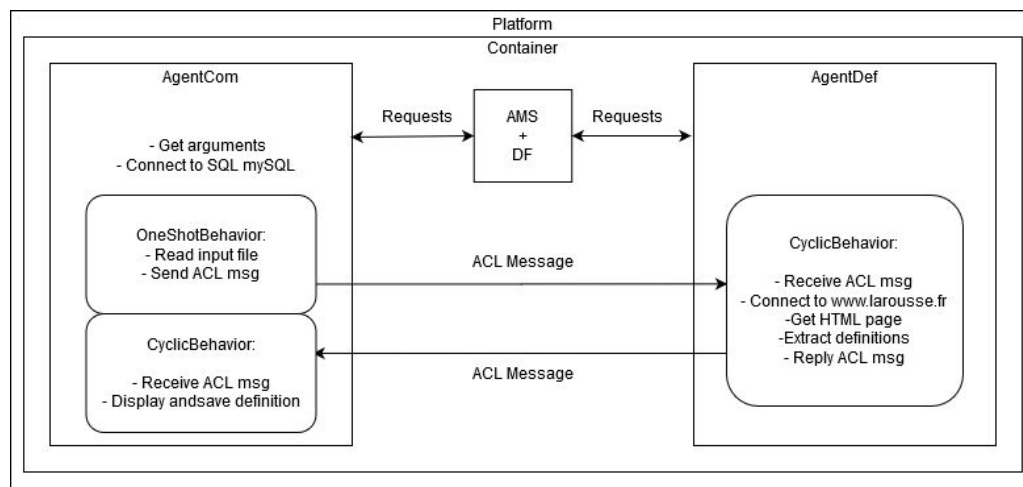 Platform
Container
AgentCom
- Get arguments
- Connect to SQL mySQL
OneShotBehavior:
- Read input file
- Send ACL msg
CyclicBehavior:
- Receive ACL msg
- Display andsave definition
Requests
AMS
+
DF
Requests
ACL Message
ACL Message
AgentDef
CyclicBehavior:
- Receive ACL msg
- Connect to www.larousse.fr
-Get HTML page
-Extract definitions
- Reply ACL msg